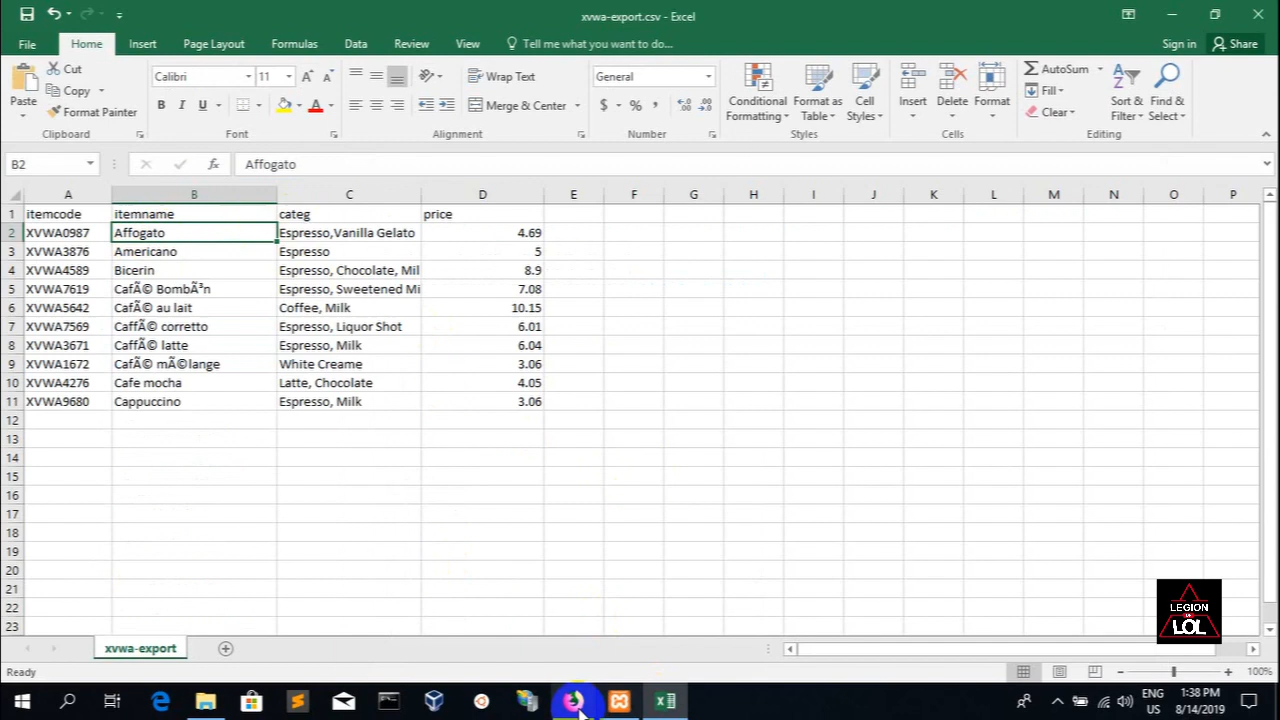 xvwa-export.csv - Excel
File Home Insert Page Layout Formulas Data Review View Tell me what you want to do... Sign in Share
Cut
Copy
Format Painter
Paste
Clipboard
Calibri 11
B I U
A A
Font
Wrap Text
Merge & Center
Alignment
General
$ % ,
Number
Conditional Formatting
Format as Table
Cell Styles
Styles
Insert Delete Format
Cells
AutoSum
Fill
Clear
Sort & Filter
Find & Select
Editing
B2 fx Affogato
A B C D E F G H I J K L M N O P
1 itemcode itemname categ price
2 XVWA0987 Affogato Espresso,Vanilla Gelato 4.69
3 XVWA3876 Americano Espresso 5
4 XVWA4589 Bicerin Espresso, Chocolate, Mil 8.9
5 XVWA7619 CafÃ© BombÃ³n Espresso, Sweetened Mi 7.08
6 XVWA5642 CafÃ© au lait Coffee, Milk 10.15
7 XVWA7569 CaffÃ© corretto Espresso, Liquor Shot 6.01
8 XVWA3671 CaffÃ© latte Espresso, Milk 6.04
9 XVWA1672 CafÃ© mÃ©lange White Creame 3.06
10 XVWA4276 Cafe mocha Latte, Chocolate 4.05
11 XVWA9680 Cappuccino Espresso, Milk 3.06
12
13
14
15
16
17
18
19
20
21
22
23
LEGION
LOL
xvwa-export
Ready 100%
ENG 1:38 PM
US 8/14/2019